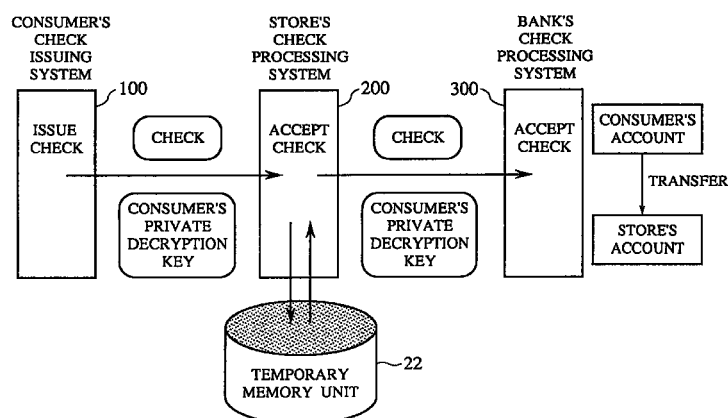 CONSUMER'S
CHECK
ISSUING
SYSTEM
STORE'S
CHECK
PROCESSING
SYSTEM
BANK'S
CHECK
PROCESSING
SYSTEM
100
200
300
ISSUE
CHECK
CHECK
ACCEPT
CHECK
CHECK
ACCEPT
CHECK
CONSUMER'S
ACCOUNT
TRANSFER
CONSUMER'S
PRIVATE
DECRYPTION
KEY
CONSUMER'S
PRIVATE
DECRYPTION
KEY
STORE'S
ACCOUNT
TEMPORARY
MEMORY UNIT
22